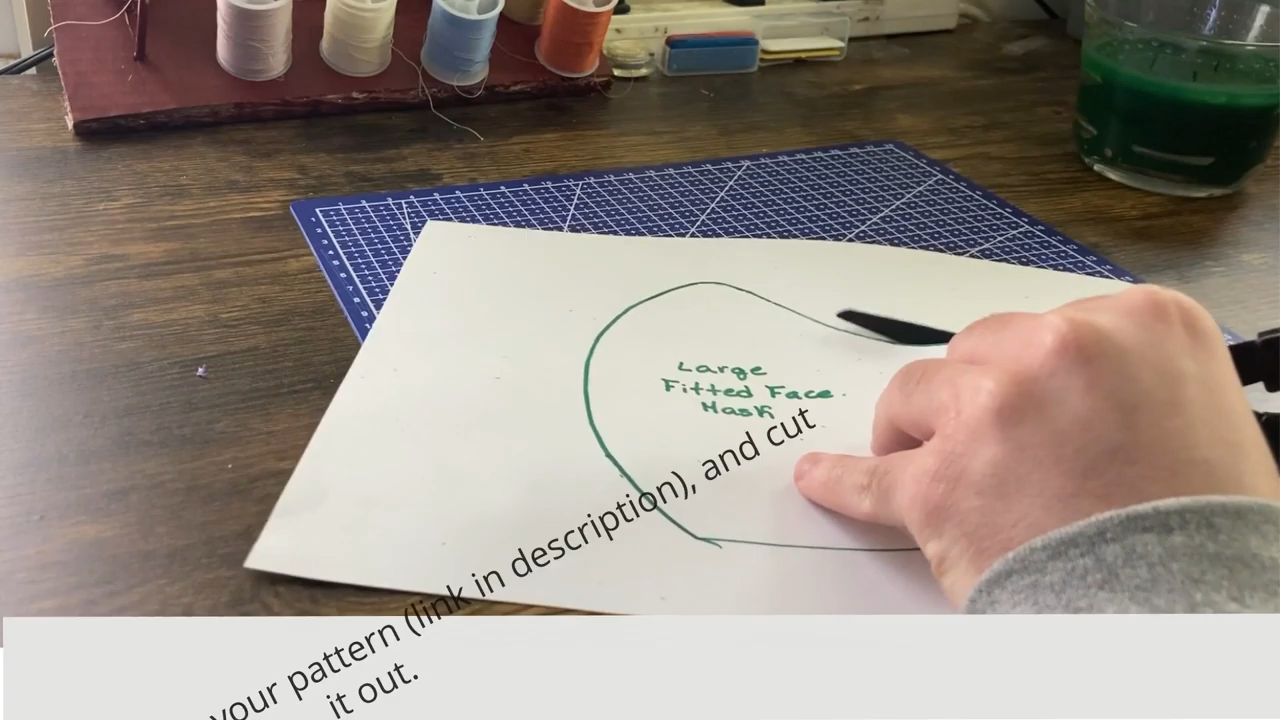 Large
Fitted Face
Mask
your pattern (link in description), and cut
it out.